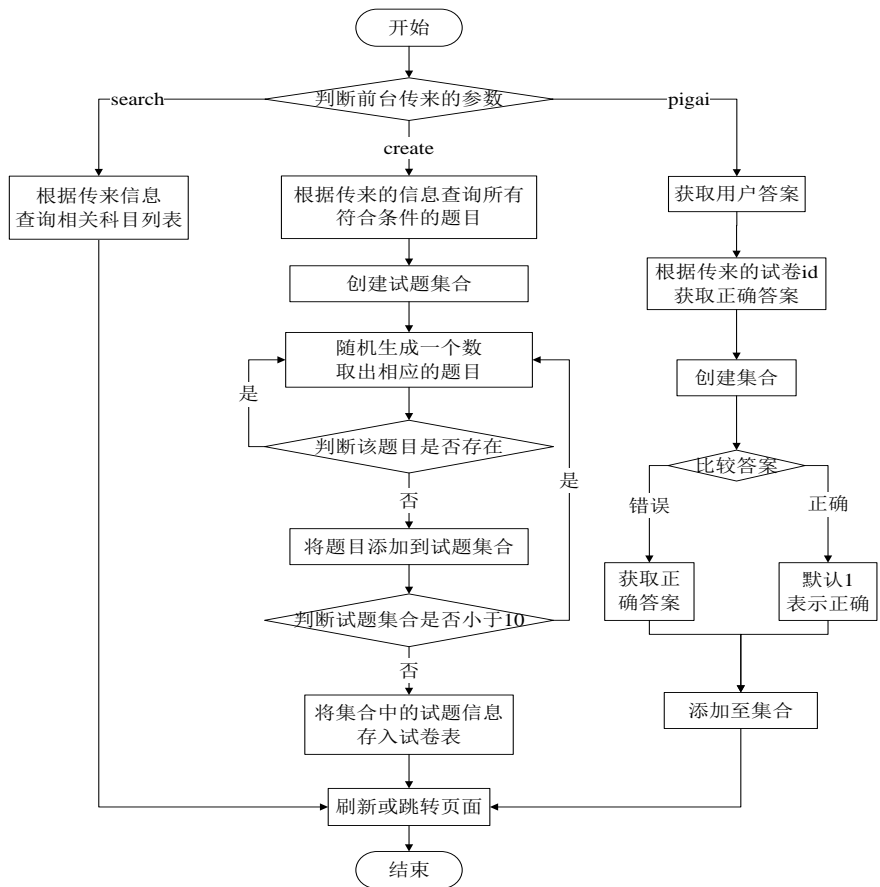 开始
判断前台传来的参数
search
pigai
create
根据传来信息
查询相关科目列表
根据传来的信息查询所有
符合条件的题目
获取用户答案
创建试题集合
根据传来的试卷id
获取正确答案
随机生成一个数
取出相应的题目
创建集合
是
判断该题目是否存在
比较答案
是
否
错误
正确
将题目添加到试题集合
获取正
确答案
默认1
表示正确
判断试题集合是否小于10
否
将集合中的试题信息
存入试卷表
添加至集合
刷新或跳转页面
结束